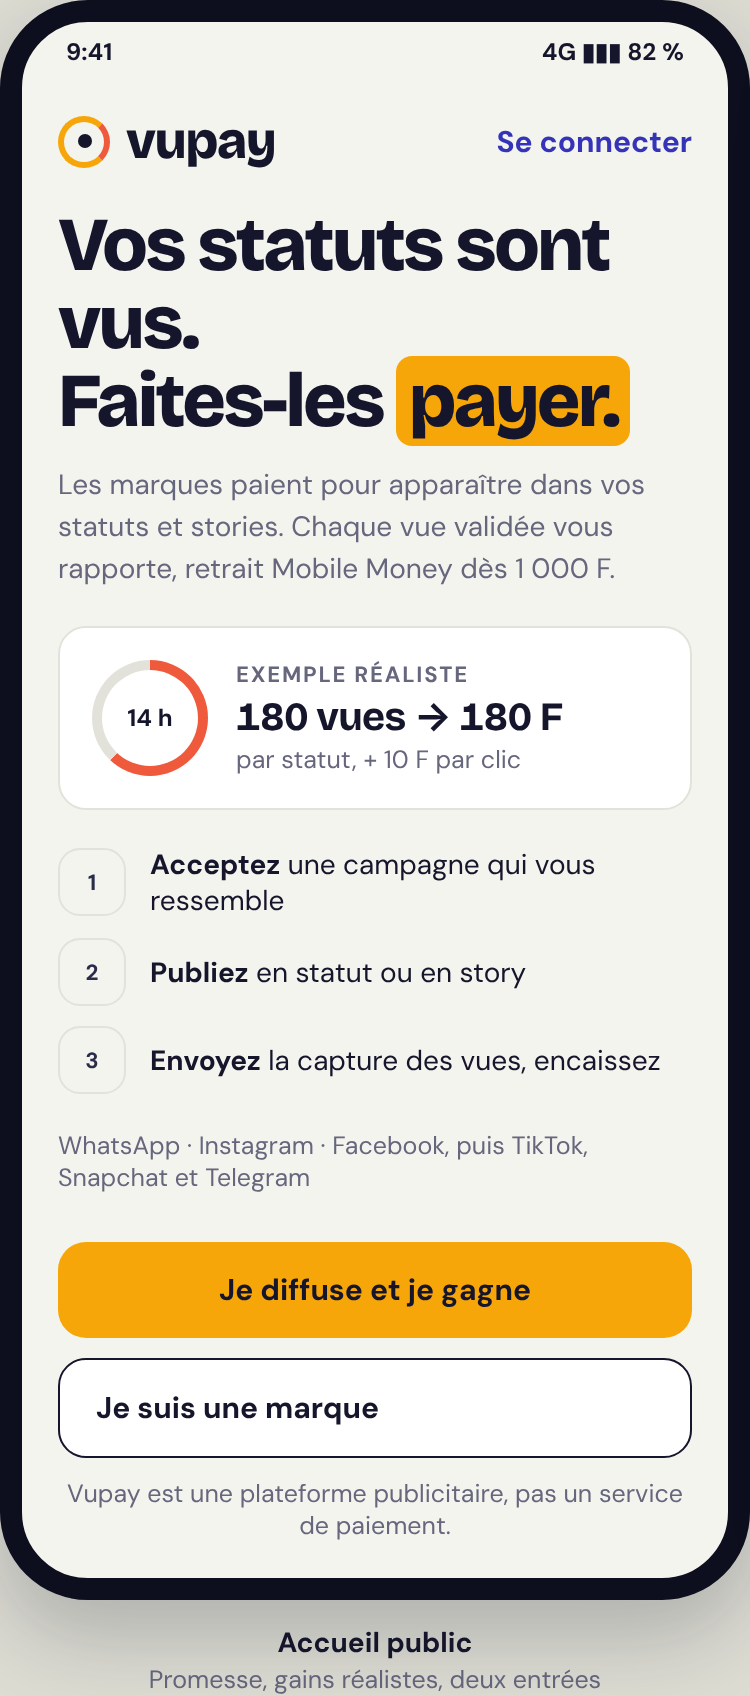 9:41
4G 82 %
vupay
Se connecter
Vos statuts sont
vus.
Faites-les payer.
Les marques paient pour apparaître dans vos
statuts et stories. Chaque vue validée vous
rapporte, retrait Mobile Money dès 1 000 F.
14 h
EXEMPLE RÉALISTE
180 vues → 180 F
par statut, + 10 F par clic
1
Acceptez une campagne qui vous
ressemble
2
Publiez en statut ou en story
3
Envoyez la capture des vues, encaissez
WhatsApp · Instagram · Facebook, puis TikTok,
Snapchat et Telegram
Je diffuse et je gagne
Je suis une marque
Vupay est une plateforme publicitaire, pas un service
de paiement.
Accueil public
Promesse, gains réalistes, deux entrées